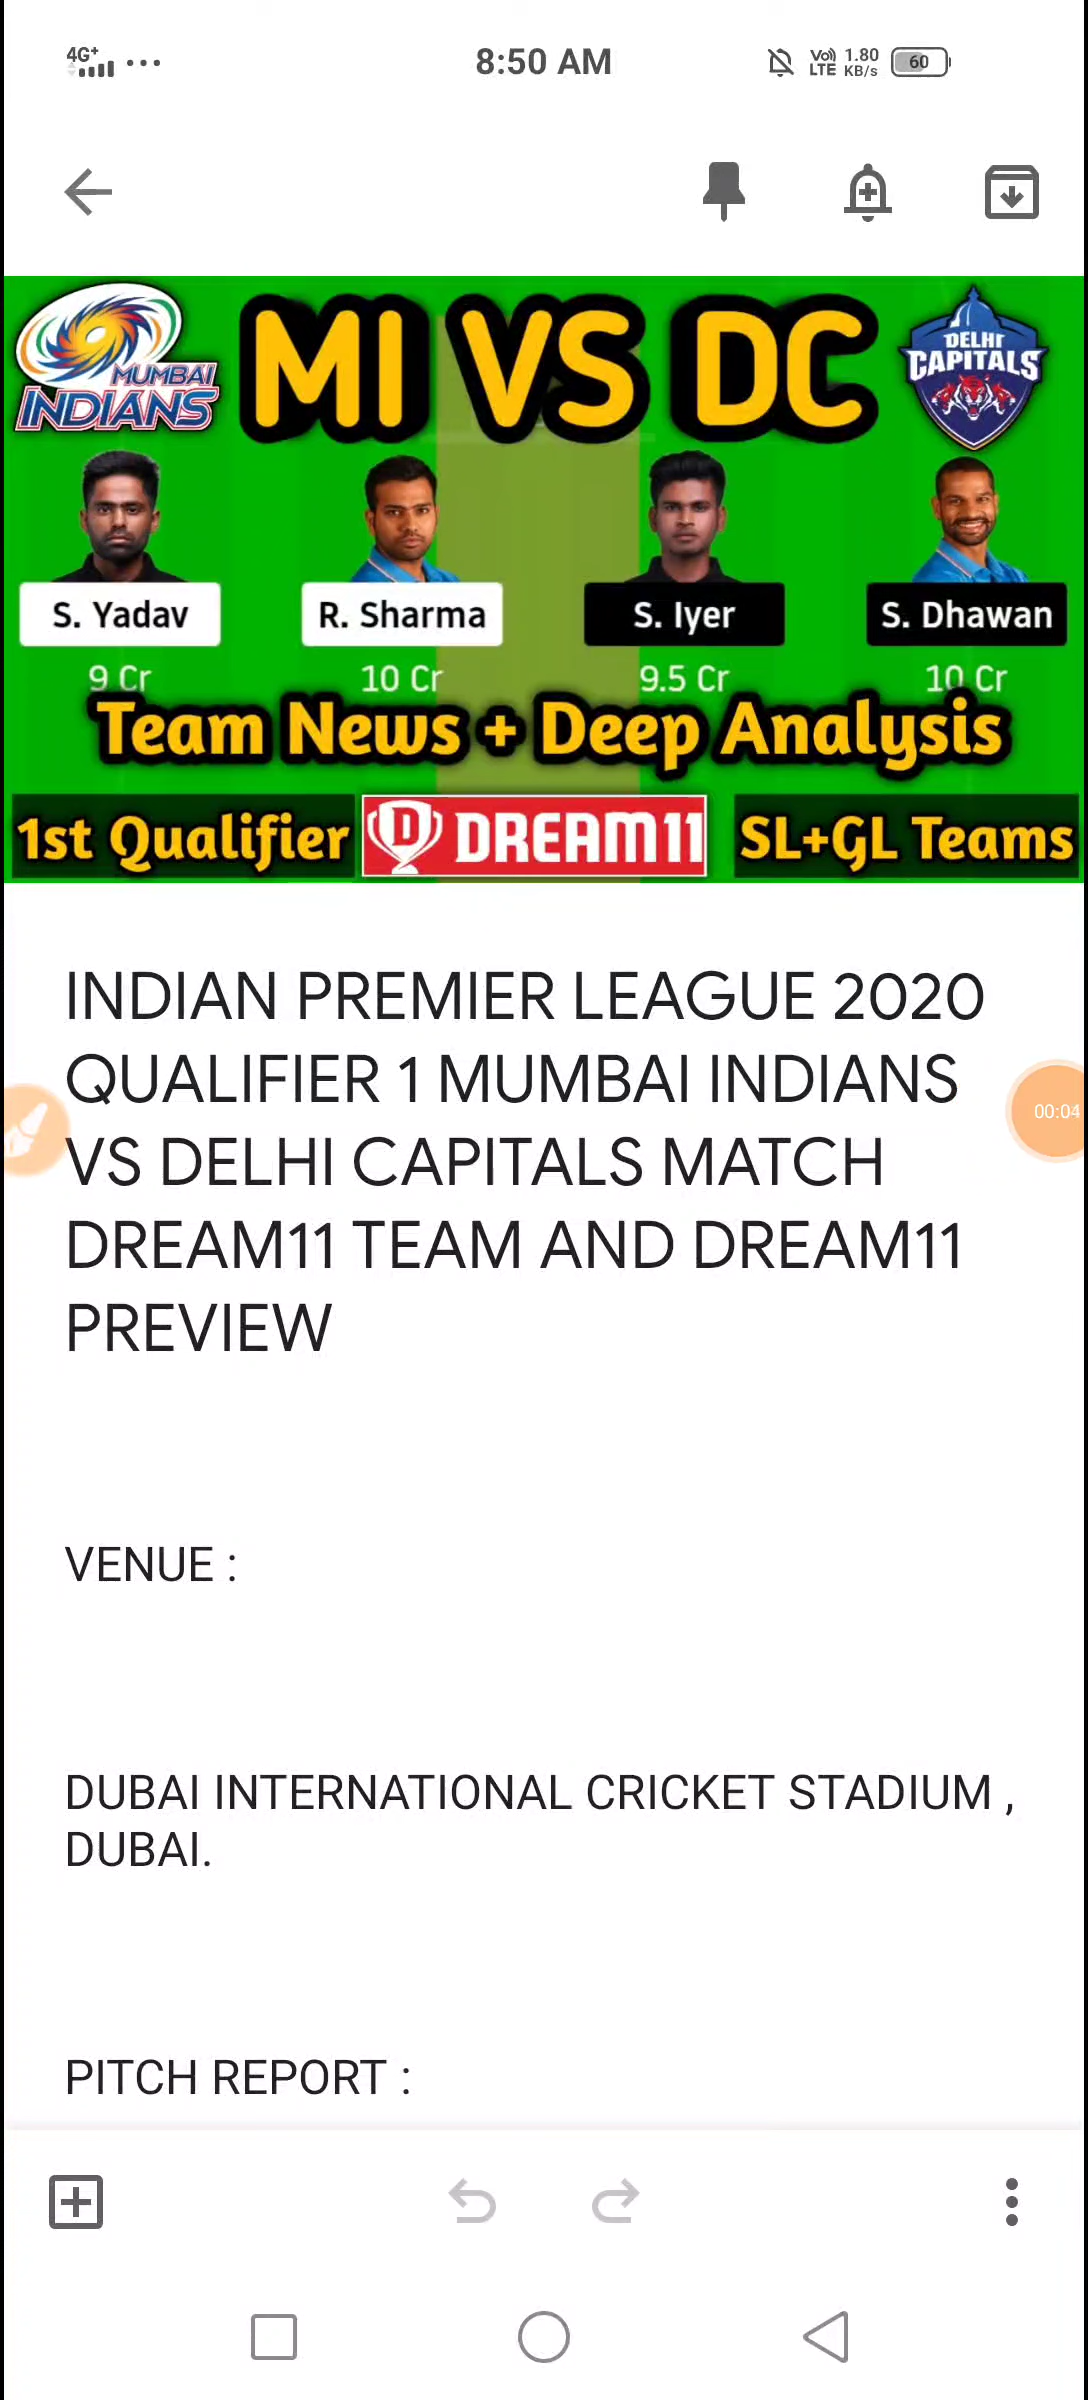 4G+
8:50 AM
Vo)) LTE
1.80 KB/s
60
MUMBAI
INDIANS
MI VS DC
DELHI
CAPITALS
S. Yadav
R. Sharma
S. Iyer
S. Dhawan
9 Cr
10 Cr
9.5 Cr
10 Cr
Team News + Deep Analysis
1st Qualifier
D DREAM11
SL+GL Teams
INDIAN PREMIER LEAGUE 2020
QUALIFIER 1 MUMBAI INDIANS
VS DELHI CAPITALS MATCH
DREAM11 TEAM AND DREAM11
PREVIEW
00:04
VENUE :
DUBAI INTERNATIONAL CRICKET STADIUM ,
DUBAI.
PITCH REPORT :